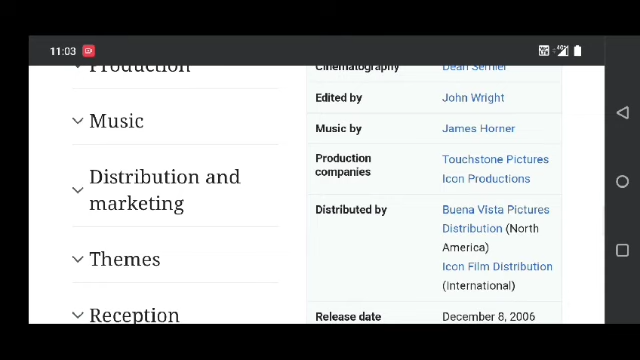 11:03
Production
Music
Distribution and
marketing
Themes
Reception
Cinematography
Dean Semler
Edited by
John Wright
Music by
James Horner
Production
companies
Touchstone Pictures
Icon Productions
Distributed by
Buena Vista Pictures
Distribution (North
America)
Icon Film Distribution
(International)
Release date
December 8, 2006